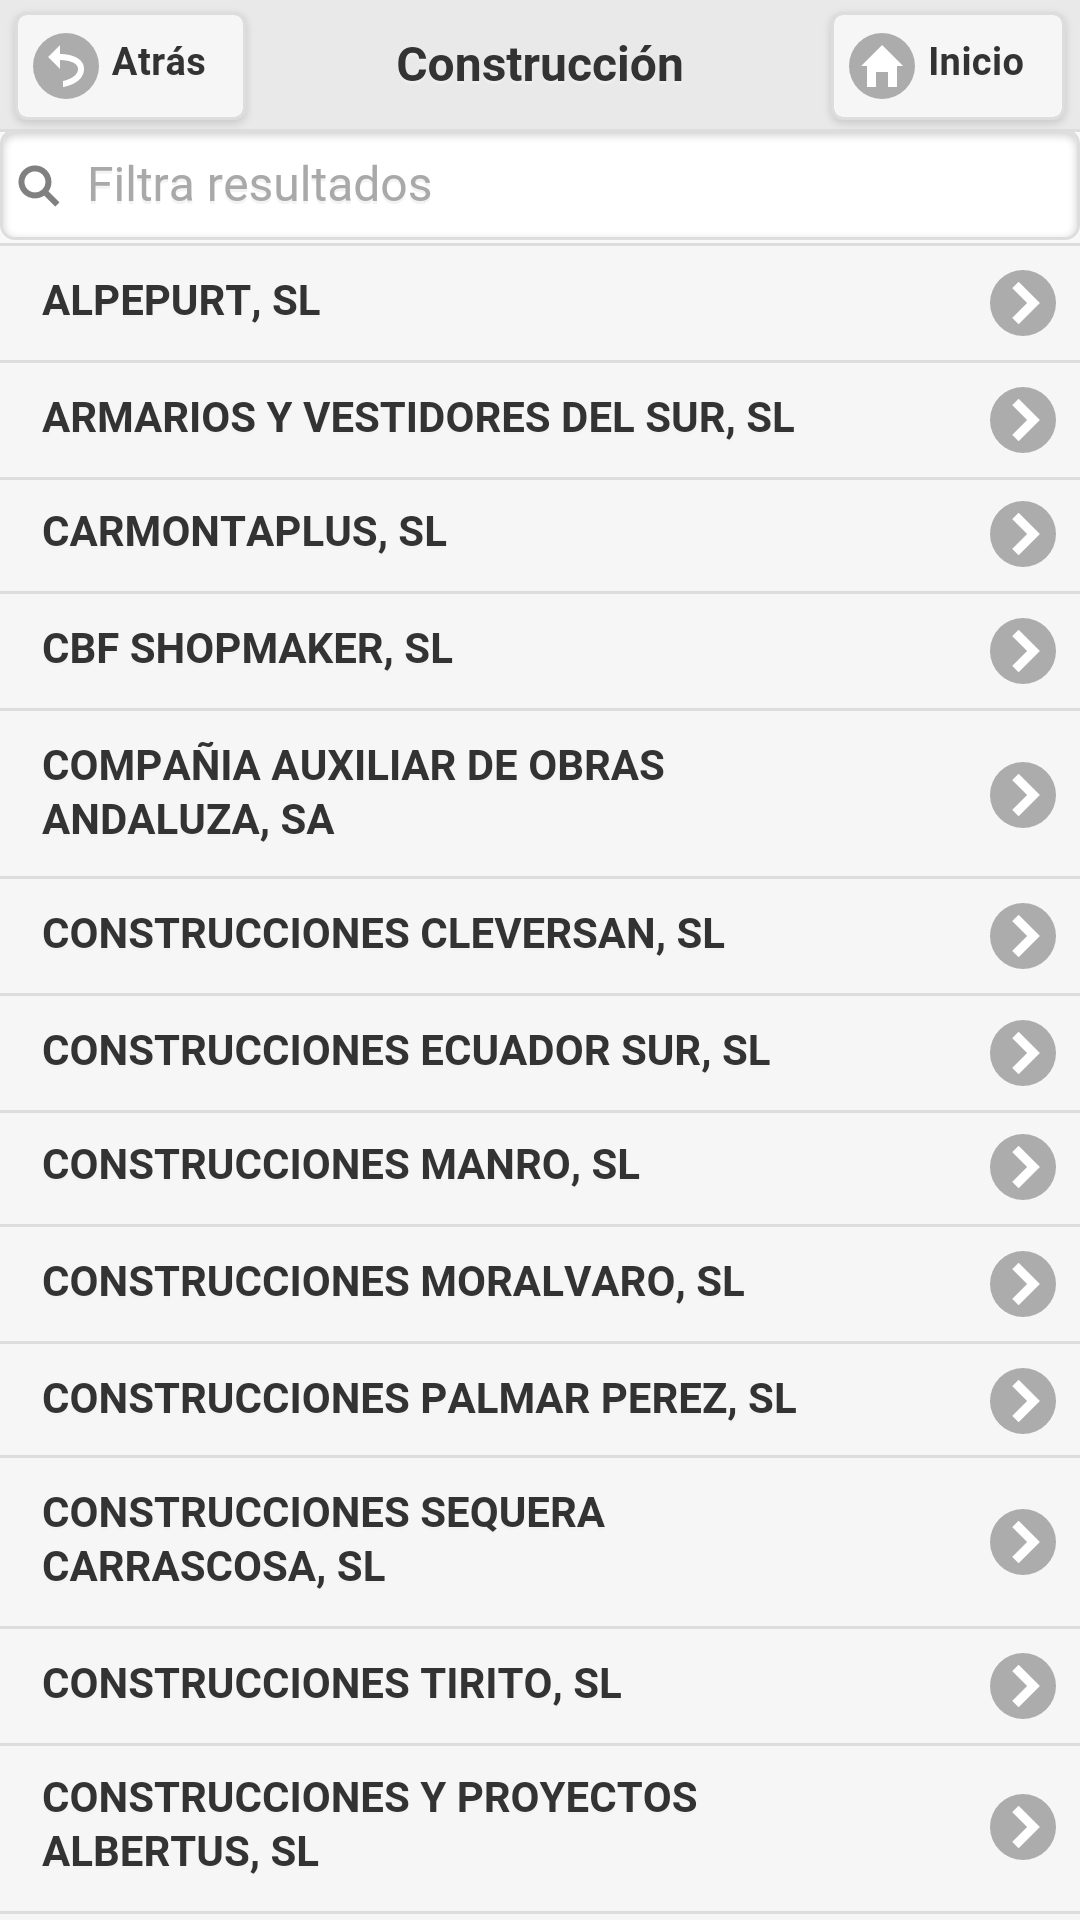 Atrás
Construcción
Inicio
Filtra resultados
ALPEPURT, SL
ARMARIOS Y VESTIDORES DEL SUR, SL
CARMONTAPLUS, SL
CBF SHOPMAKER, SL
COMPAÑIA AUXILIAR DE OBRAS
ANDALUZA, SA
CONSTRUCCIONES CLEVERSAN, SL
CONSTRUCCIONES ECUADOR SUR, SL
CONSTRUCCIONES MANRO, SL
CONSTRUCCIONES MORALVARO, SL
CONSTRUCCIONES PALMAR PEREZ, SL
CONSTRUCCIONES SEQUERA
CARRASCOSA, SL
CONSTRUCCIONES TIRITO, SL
CONSTRUCCIONES Y PROYECTOS
ALBERTUS, SL